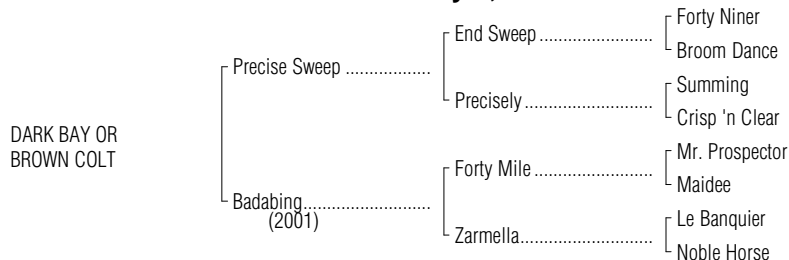 Forty Niner
End Sweep
Broom Dance
Precise Sweep
Summing
Precisely
Crisp 'n Clear
DARK BAY OR
BROWN COLT
Mr. Prospector
Forty Mile
Maidee
Badabing
(2001)
Le Banquier
Zarmella
Noble Horse